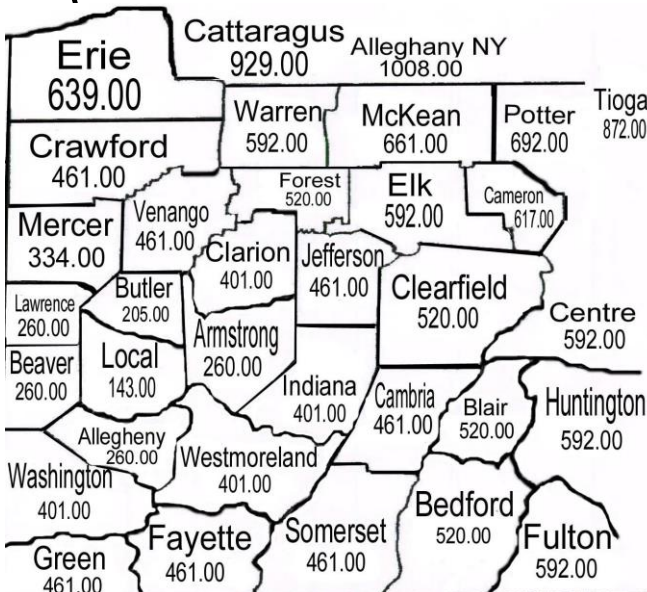 Erie
639.00
Cattaragus
929.00
Alleghany NY
1008.00
Warren
592.00
McKean
661.00
Potter
692.00
Tioga
872.00
Crawford
461.00
Forest
520.00
Elk
592.00
Cameron
617.00
Mercer
334.00
Venango
461.00
Clarion
401.00
Jefferson
461.00
Clearfield
520.00
Centre
592.00
Lawrence
260.00
Butler
205.00
Armstrong
260.00
Beaver
260.00
Local
143.00
Indiana
401.00
Cambria
461.00
Blair
520.00
Huntington
592.00
Allegheny
260.00
Westmoreland
401.00
Washington
401.00
Bedford
520.00
Green
461.00
Fayette
461.00
Somerset
461.00
Fulton
592.00